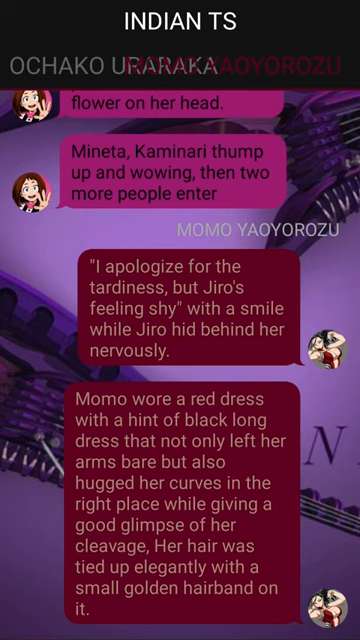 INDIAN TS
OCHAKO URARAKA
MOMO YAOYOROZU
flower on her head.
Mineta, Kaminari thump
up and wowing, then two
more people enter
MOMO YAOYOROZU
"I apologize for the
tardiness, but Jiro's
feeling shy" with a smile
while Jiro hid behind her
nervously.
Momo wore a red dress
with a hint of black long
dress that not only left her
arms bare but also
hugged her curves in the
right place while giving a
good glimpse of her
cleavage, Her hair was
tied up elegantly with a
small golden hairband on
it.
N